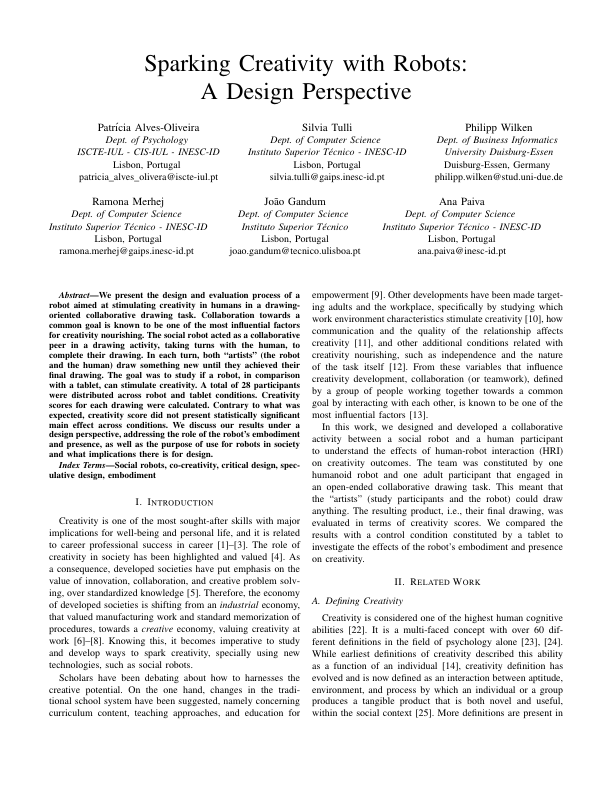 Sparking Creativity with Robots:
A Design Perspective
Patrícia Alves-Oliveira
Dept. of Psychology
ISCTE-IUL - CIS-IUL - INESC-ID
Lisbon, Portugal
patricia_alves_olivera@iscte-iul.pt
Silvia Tulli
Dept. of Computer Science
Instituto Superior Técnico - INESC-ID
Lisbon, Portugal
silvia.tulli@gaips.inesc-id.pt
Philipp Wilken
Dept. of Business Informatics
University Duisburg-Essen
Duisburg-Essen, Germany
philipp.wilken@stud.uni-due.de
Ramona Merhej
Dept. of Computer Science
Instituto Superior Técnico - INESC-ID
Lisbon, Portugal
ramona.merhej@gaips.inesc-id.pt
João Gandum
Dept. of Computer Science
Instituto Superior Técnico
Lisbon, Portugal
joao.gandum@tecnico.ulisboa.pt
Ana Paiva
Dept. of Computer Science
Instituto Superior Técnico - INESC-ID
Lisbon, Portugal
ana.paiva@inesc-id.pt
Abstract—We present the design and evaluation process of a
robot aimed at stimulating creativity in humans in a drawing-
oriented collaborative drawing task. Collaboration towards a
common goal is known to be one of the most influential factors
for creativity nourishing. The social robot acted as a collaborative
peer in a drawing activity, taking turns with the human, to
complete their drawing. In each turn, both “artists” (the robot
and the human) draw something new until they achieved their
final drawing. The goal was to study if a robot, in comparison
with a tablet, can stimulate creativity. A total of 28 participants
were distributed across robot and tablet conditions. Creativity
scores for each drawing were calculated. Contrary to what was
expected, creativity score did not present statistically significant
main effect across conditions. We discuss our results under a
design perspective, addressing the role of the robot’s embodiment
and presence, as well as the purpose of use for robots in society
and what implications there is for design.
Index Terms—Social robots, co-creativity, critical design, spec-
ulative design, embodiment
I. INTRODUCTION
Creativity is one of the most sought-after skills with major
implications for well-being and personal life, and it is related
to career professional success in career [1]–[3]. The role of
creativity in society has been highlighted and valued [4]. As
a consequence, developed societies have put emphasis on the
value of innovation, collaboration, and creative problem solv-
ing, over standardized knowledge [5]. Therefore, the economy
of developed societies is shifting from an industrial economy,
that valued manufacturing work and standard memorization of
procedures, towards a creative economy, valuing creativity at
work [6]–[8]. Knowing this, it becomes imperative to study
and develop ways to spark creativity, specially using new
technologies, such as social robots.
Scholars have been debating about how to harnesses the
creative potential. On the one hand, changes in the tradi-
tional school system have been suggested, namely concerning
curriculum content, teaching approaches, and education for
empowerment [9]. Other developments have been made target-
ing adults and the workplace, specifically by studying which
work environment characteristics stimulate creativity [10], how
communication and the quality of the relationship affects
creativity [11], and other additional conditions related with
creativity nourishing, such as independence and the nature
of the task itself [12]. From these variables that influence
creativity development, collaboration (or teamwork), defined
by a group of people working together towards a common
goal by interacting with each other, is known to be one of the
most influential factors [13].
In this work, we designed and developed a collaborative
activity between a social robot and a human participant
to understand the effects of human-robot interaction (HRI)
on creativity outcomes. The team was constituted by one
humanoid robot and one adult participant that engaged in
an open-ended collaborative drawing task. This meant that
the “artists” (study participants and the robot) could draw
anything. The resulting product, i.e., their final drawing, was
evaluated in terms of creativity scores. We compared the
results with a control condition constituted by a tablet to
investigate the effects of the robot’s embodiment and presence
on creativity.
II. RELATED WORK
A. Defining Creativity
Creativity is considered one of the highest human cognitive
abilities [22]. It is a multi-faced concept with over 60 dif-
ferent definitions in the field of psychology alone [23], [24].
While earliest definitions of creativity described this ability
as a function of an individual [14], creativity definition has
evolved and is now defined as an interaction between aptitude,
environment, and process by which an individual or a group
produces a tangible product that is both novel and useful,
within the social context [25]. More definitions are present in